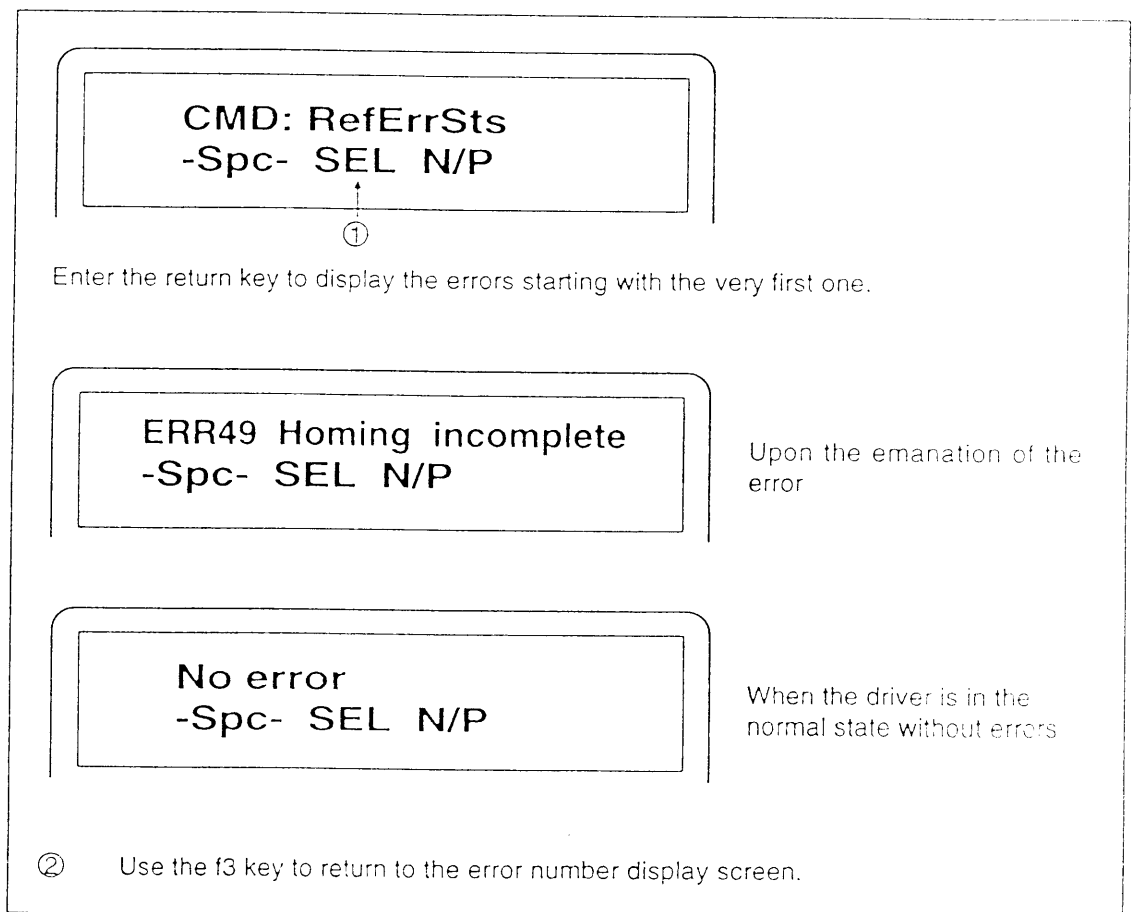 CMD: RefErrSts
-Spc- SEL N/P
①
Enter the return key to display the errors starting with the very first one.
ERR49 Homing incomplete
-Spc- SEL N/P
Upon the emanation of the
error
No error
-Spc- SEL N/P
When the driver is in the
normal state without errors
② Use the f3 key to return to the error number display screen.